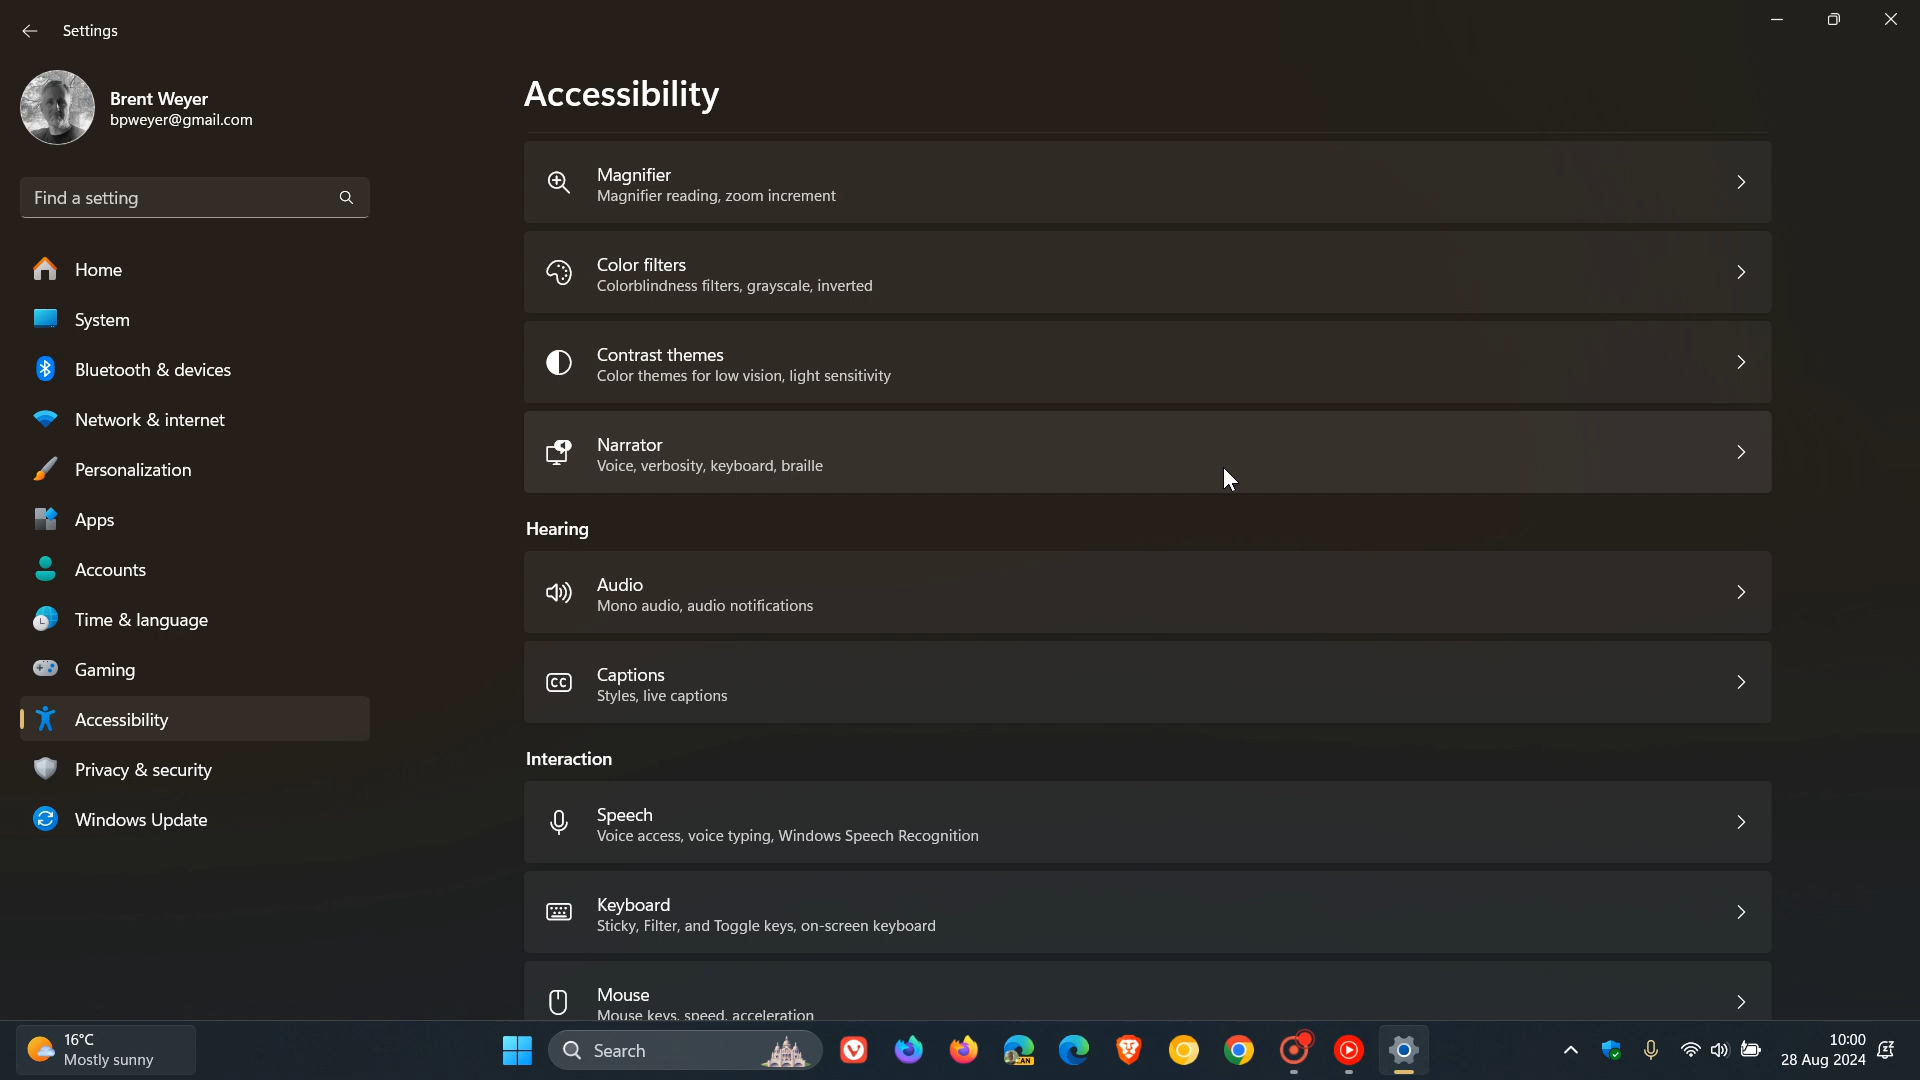 Settings
Brent Weyer
bpweyer@gmail.com
Find a setting
Home
System
Bluetooth & devices
Network & internet
Personalization
Apps
Accounts
Time & language
Gaming
Accessibility
Privacy & security
Windows Update
Accessibility
Magnifier
Magnifier reading, zoom increment
Color filters
Colorblindness filters, grayscale, inverted
Contrast themes
Color themes for low vision, light sensitivity
Narrator
Voice, verbosity, keyboard, braille
Hearing
Audio
Mono audio, audio notifications
CC
Captions
Styles, live captions
Interaction
Speech
Voice access, voice typing, Windows Speech Recognition
Keyboard
Sticky, Filter, and Toggle keys, on-screen keyboard
Mouse
Mouse keys, speed, acceleration
16°C
Mostly sunny
Search
CAN
10:00
28 Aug 2024